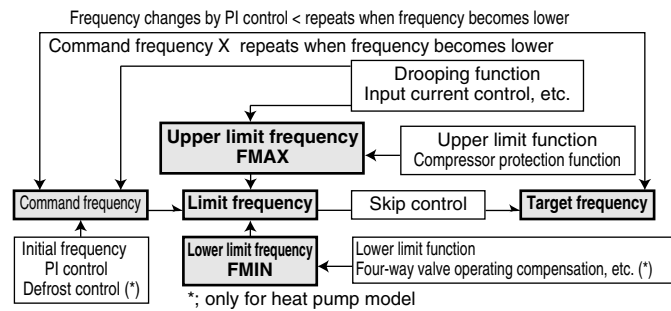 Frequency changes by PI control < repeats when frequency becomes lower
Command frequency X repeats when frequency becomes lower
Drooping function
Input current control, etc.
Upper limit frequency
FMAX
Upper limit function
Compressor protection function
Command frequency
Limit frequency
Skip control
Target frequency
Initial frequency
PI control
Defrost control (*)
Lower limit frequency
FMIN
Lower limit function
Four-way valve operating compensation, etc. (*)
*; only for heat pump model